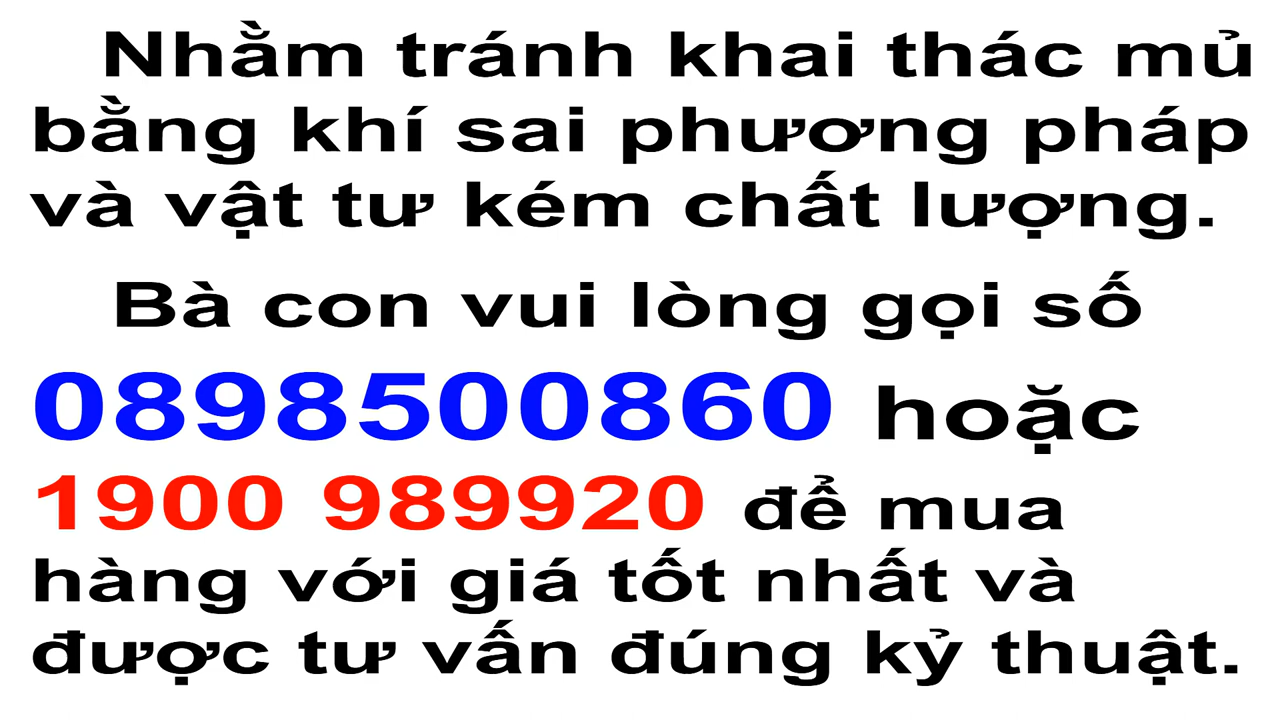 Nhằm tránh khai thác mủ
bằng khí sai phương pháp
và vật tư kém chất lượng.
Bà con vui lòng gọi số
0898500860 hoặc
1900 989920 để mua
hàng với giá tốt nhất và
được tư vấn đúng kỷ thuật.